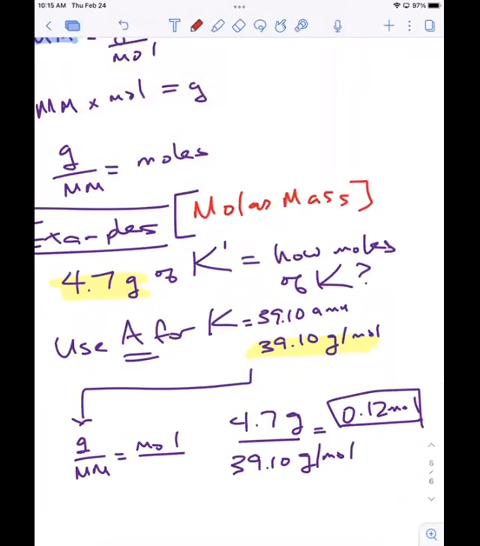 10:15 AM Thu Feb 24
97%
mol
MM x mol = g
g
MM = moles
Examples [Molar Mass]
4.7 g of K = how moles
of K?
Use A for K = 39.10 amu
39.10 g/mol
g
MM = mol
4.7 g
39.10 g/mol = 0.12 mol
5
/
6